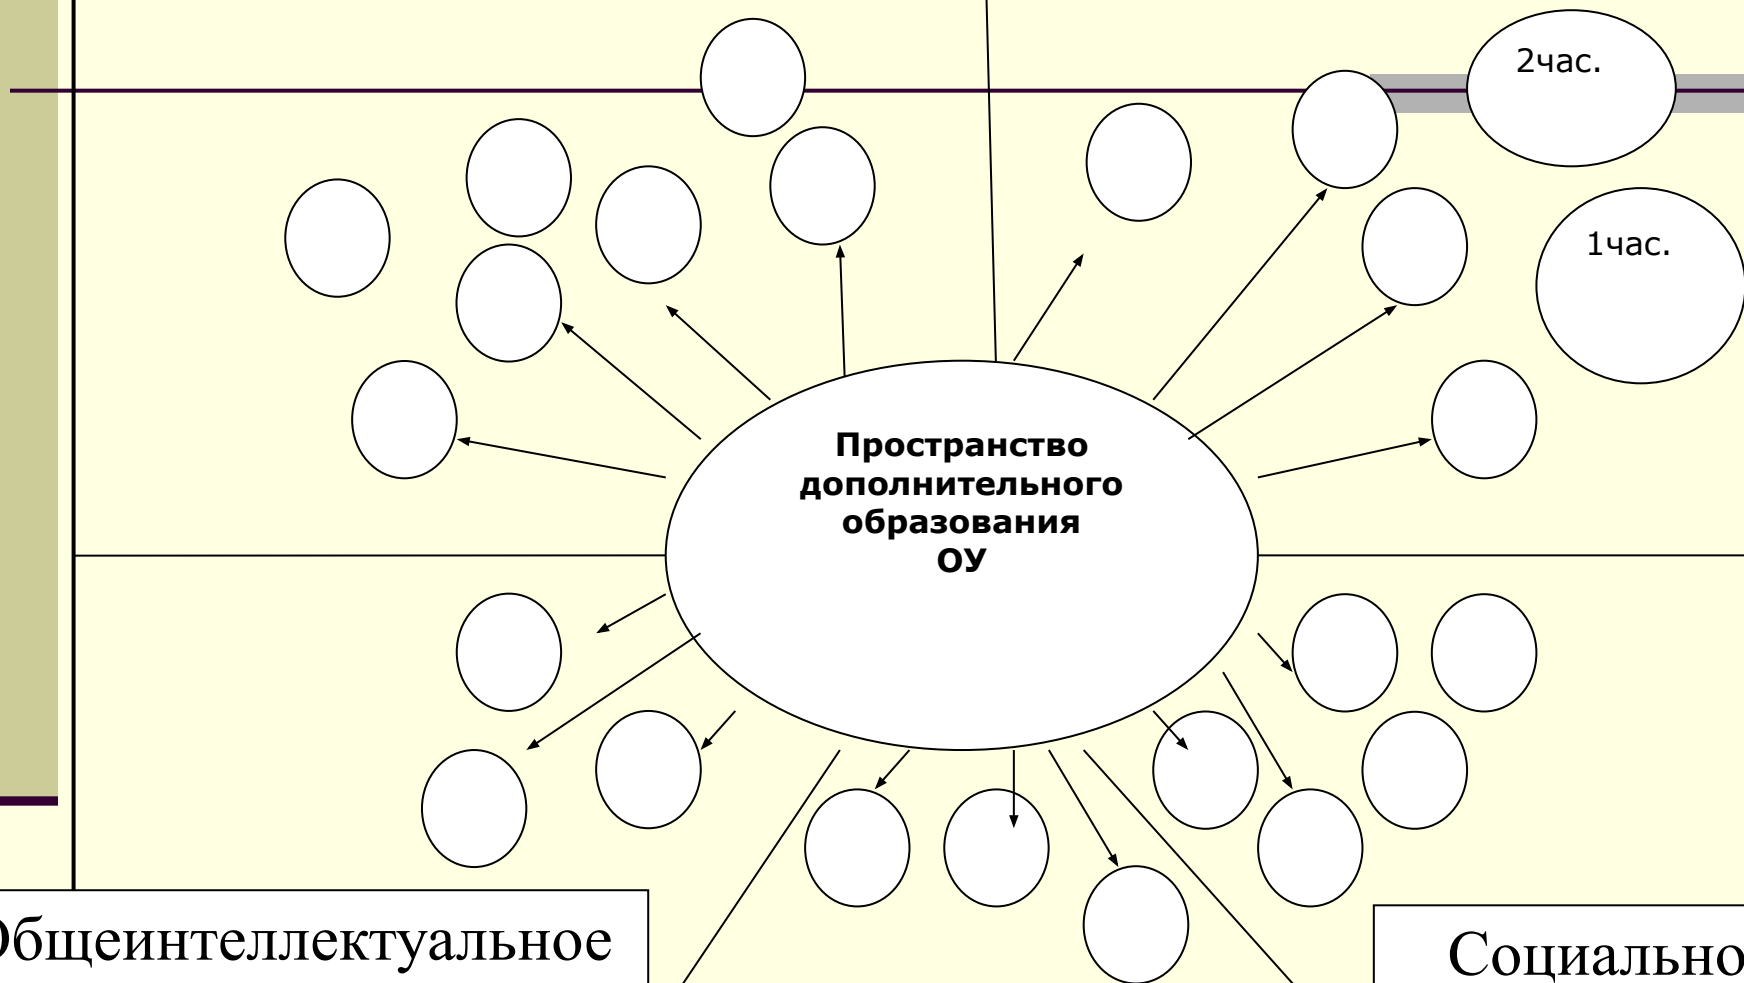 2час.
1час.
Пространство
дополнительного
образования
ОУ
Общеинтеллектуальное
Социально